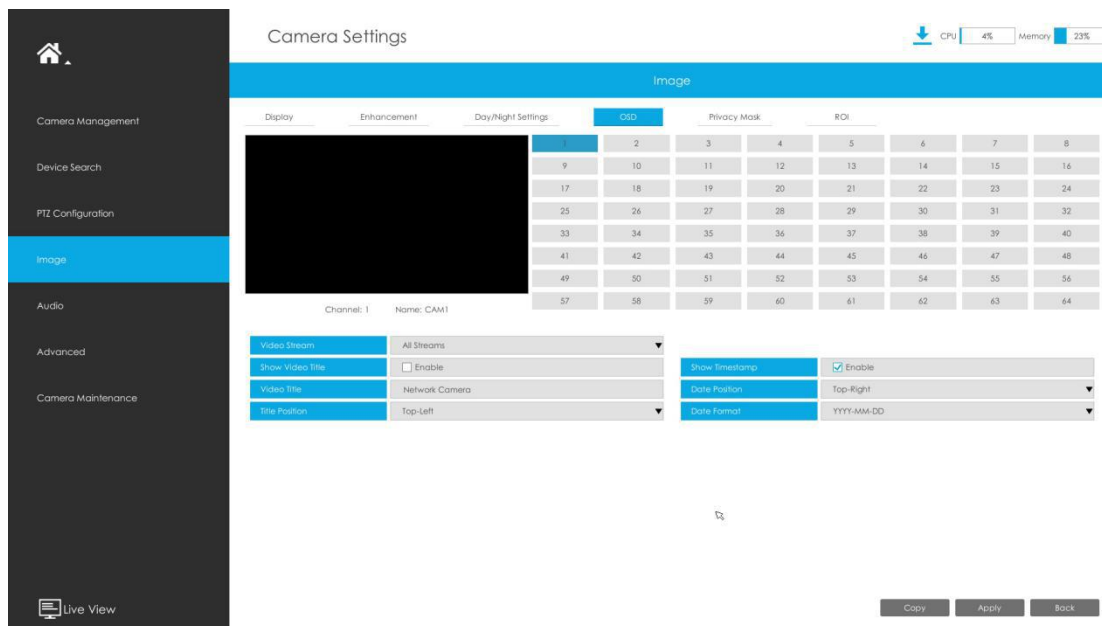 Camera Settings
CPU 4% Memory 23%
Image
Camera Management
Device Search
PTZ Configuration
Image
Audio
Advanced
Camera Maintenance
Live View
Display Enhancement Day/Night Settings OSD Privacy Mask ROI
1 2 3 4 5 6 7 8
9 10 11 12 13 14 15 16
17 18 19 20 21 22 23 24
25 26 27 28 29 30 31 32
33 34 35 36 37 38 39 40
41 42 43 44 45 46 47 48
49 50 51 52 53 54 55 56
57 58 59 60 61 62 63 64
Channel: 1 Name: CAM1
Video Stream All Streams
Show Video Title Enable Show Timestamp Enable
Video Title Network Camera Date Position Top-Right
Title Position Top-Left Date Format YYYY-MM-DD
Copy Apply Back